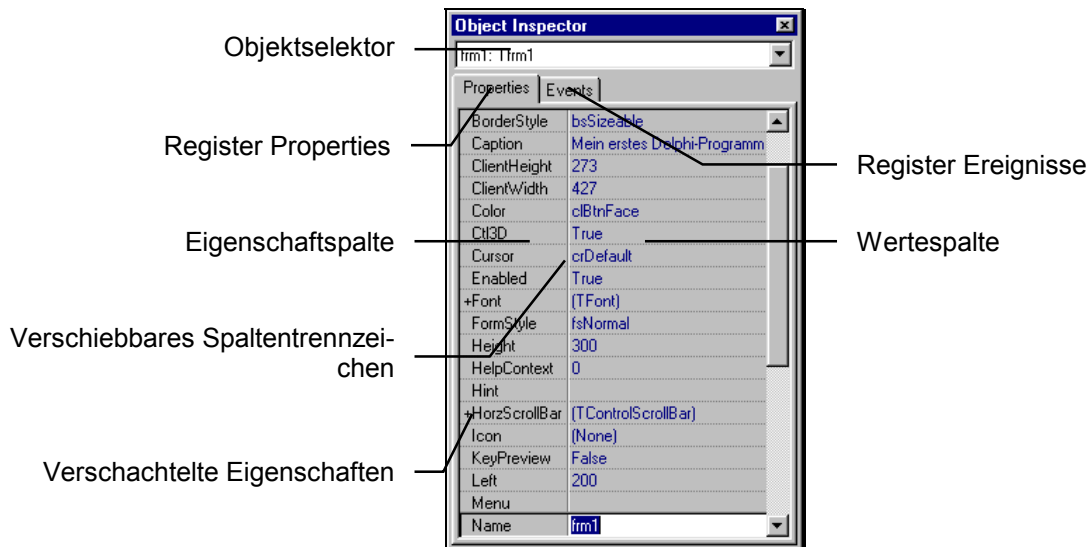 Object Inspector
Objektselektor
frm1: Tfrm1
Properties Events
BorderStyle bsSizeable
Register Properties
Caption Mein erstes Delphi-Programm
Register Ereignisse
ClientHeight 273
ClientWidth 427
Color clBtnFace
Eigenschaftspalte
Ctl3D True
Wertespalte
Cursor crDefault
Enabled True
+Font (TFont)
FormStyle fsNormal
Verschiebbares Spaltentrennzei-
chen
Height 300
HelpContext 0
Hint
+HorzScrollBar (TControlScrollBar)
Icon (None)
Verschachtelte Eigenschaften
KeyPreview False
Left 200
Menu
Name frm1